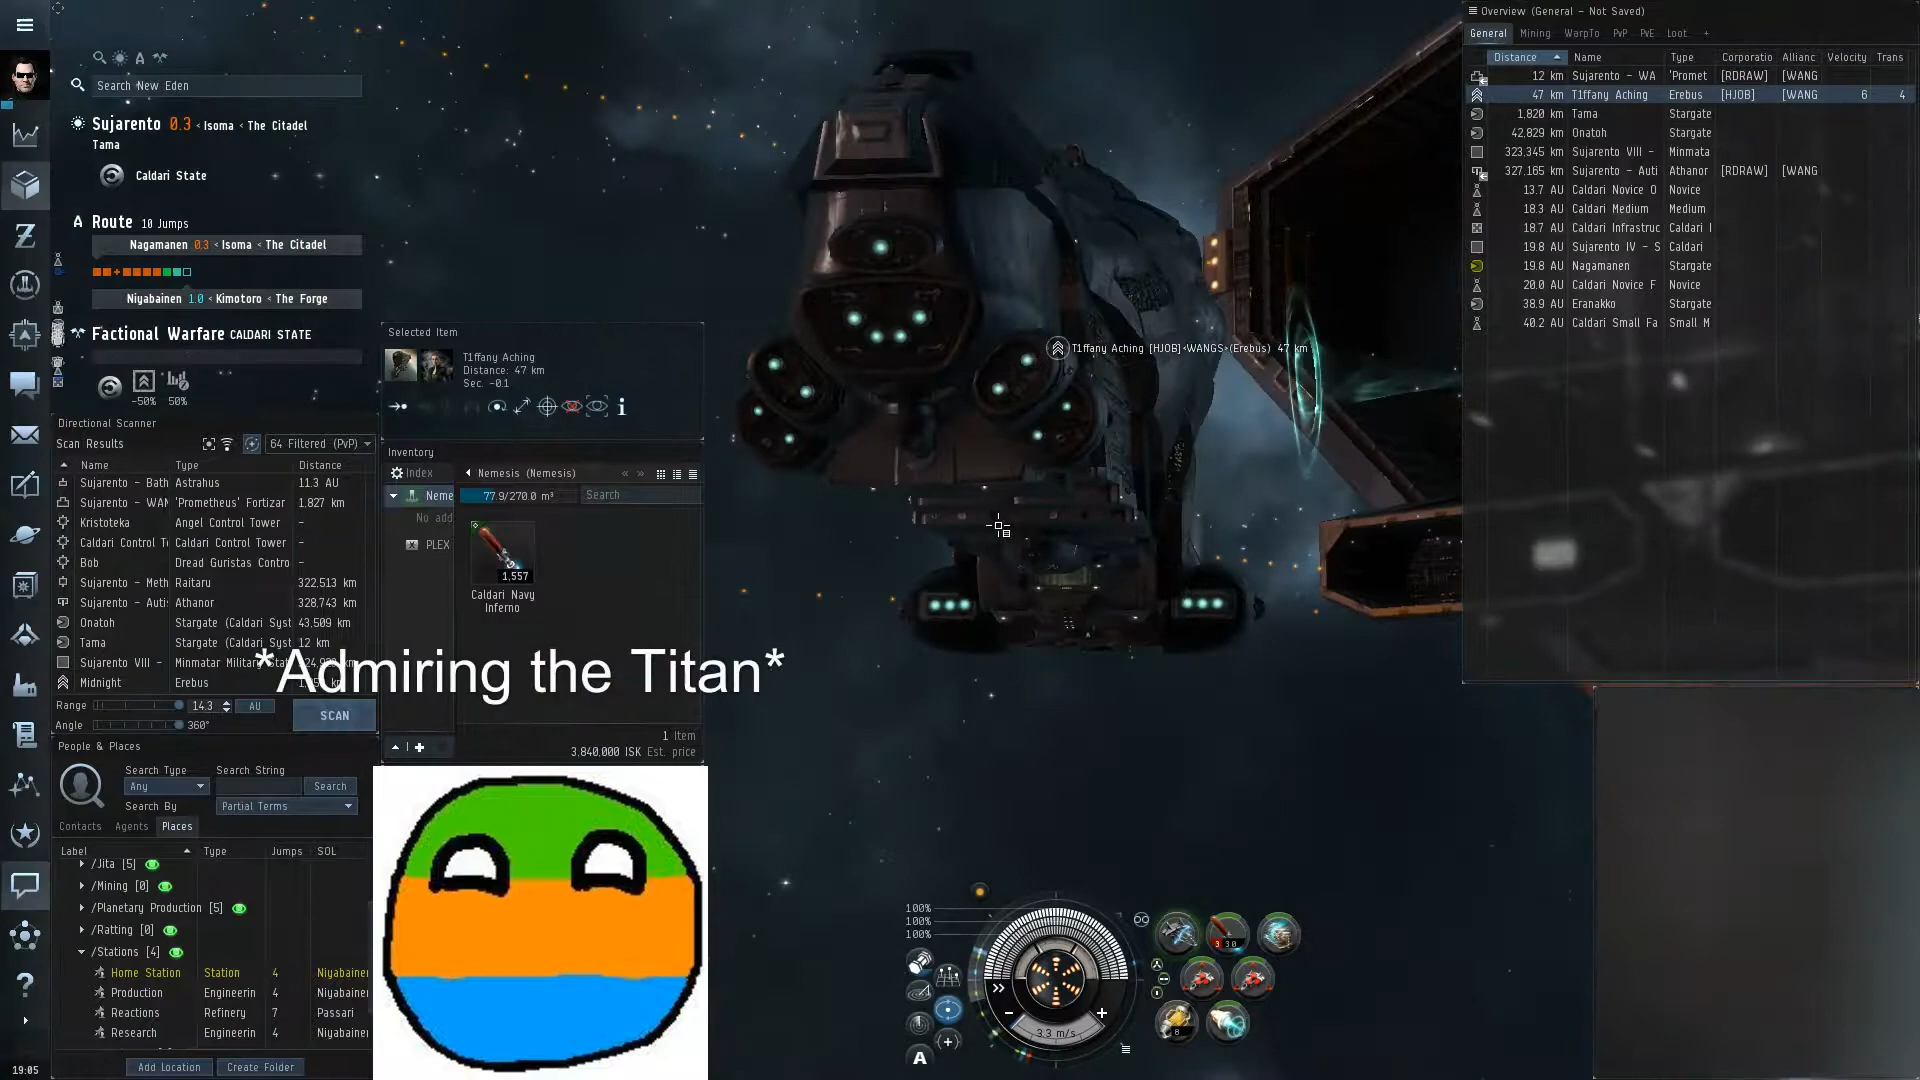 Search New Eden
Sujarento 0.3 < Isoma < The Citadel
Tama
Caldari State
Route 10 Jumps
Nagamanen 0.3 < Isoma < The Citadel
Niyabainen 1.0 < Kimotoro < The Forge
Factional Warfare CALDARI STATE
-50% 50%
Directional Scanner
Scan Results 64 Filtered (PvP)
Name Type Distance
Sujarento - Bath Astrahus 11.3 AU
Sujarento - WAN 'Prometheus' Fortizar 1,827 km
Kristoteka Angel Control Tower -
Caldari Control T Caldari Control Tower -
Bob Dread Guristas Contro -
Sujarento - Meth Raitaru 322,513 km
Sujarento - Auti Athanor 328,743 km
Onatoh Stargate (Caldari Syst 43,509 km
Tama Stargate (Caldari Syst 12 km
Sujarento VIII - Minmatar Military
Midnight Erebus
Range 14.3 AU
Angle 360°
SCAN
People & Places
Search Type Search String
Any Search
Search By Partial Terms
Contacts Agents Places
Label Type Jumps SOL
/Jita [5]
/Mining [0]
/Planetary Production [5]
/Ratting [0]
/Stations [4]
Home Station Station 4 Niyabainen
Production Engineerin 4 Niyabainen
Reactions Refinery 7 Passari
Research Engineerin 4 Niyabainen
Add Location Create Folder
19:05
Selected Item
T1ffany Aching
Distance: 47 km
Sec. -0.1
Inventory
Index Nemesis (Nemesis)
Neme 77.9/270.0 m³ Search
No add
PLEX
1,557
Caldari Navy
Inferno
1 Item
3,840,000 ISK Est. price
*Admiring the Titan*
T1ffany Aching [HJOB]<WANGS>(Erebus) 47 km
100%
100%
100%
3.3 m/s
3 30
8
A
Overview (General - Not Saved)
General Mining WarpTo PvP PvE Loot +
Distance Name Type Corporatio Allianc Velocity Trans
12 km Sujarento - WA 'Promet [RDRAW] [WANG
47 km T1ffany Aching Erebus [HJOB] [WANG 6 4
1,820 km Tama Stargate
42,829 km Onatoh Stargate
323,345 km Sujarento VIII - Minmata
327,165 km Sujarento - Auti Athanor [RDRAW] [WANG
13.7 AU Caldari Novice O Novice
18.3 AU Caldari Medium Medium
18.7 AU Caldari Infrastruc Caldari I
19.8 AU Sujarento IV - S Caldari
19.8 AU Nagamanen Stargate
20.0 AU Caldari Novice F Novice
38.9 AU Eranakko Stargate
40.2 AU Caldari Small Fa Small M